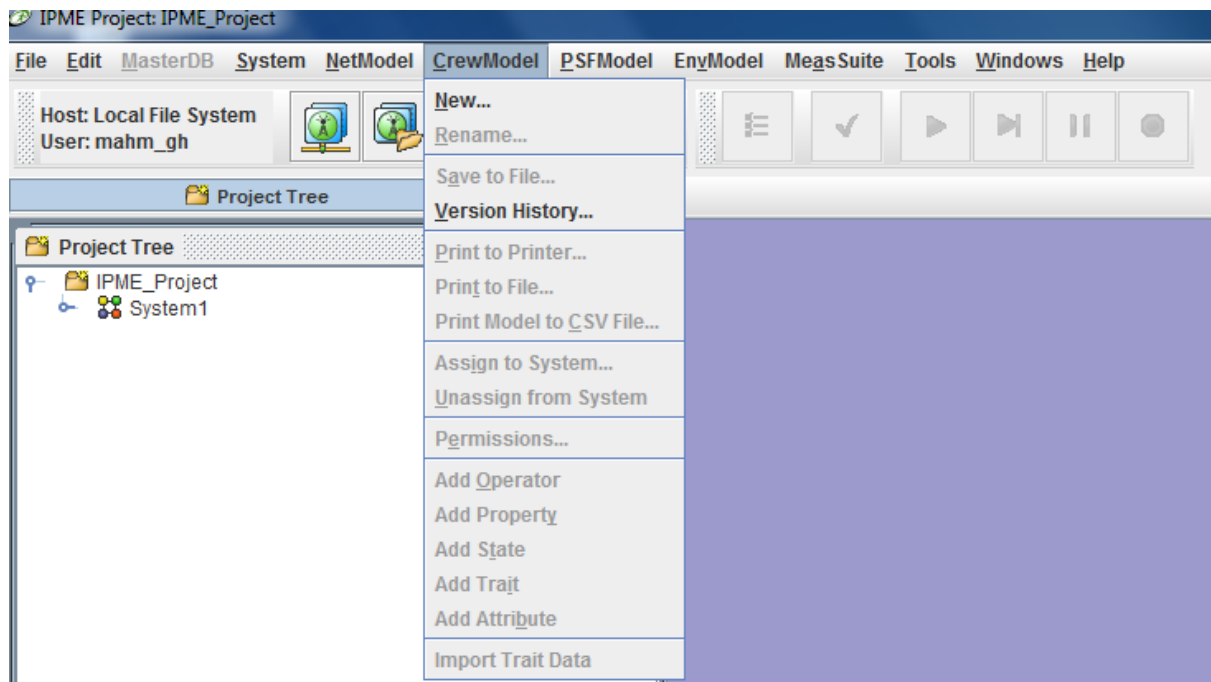 IPME Project: IPME_Project
File Edit MasterDB System NetModel CrewModel PSFModel EnvModel MeasSuite Tools Windows Help
Host: Local File System
User: mahm_gh
New...
Rename...
Save to File...
Version History...
Print to Printer...
Print to File...
Print Model to CSV File...
Assign to System...
Unassign from System
Permissions...
Add Operator
Add Property
Add State
Add Trait
Add Attribute
Import Trait Data
Project Tree
Project Tree
IPME_Project
System1